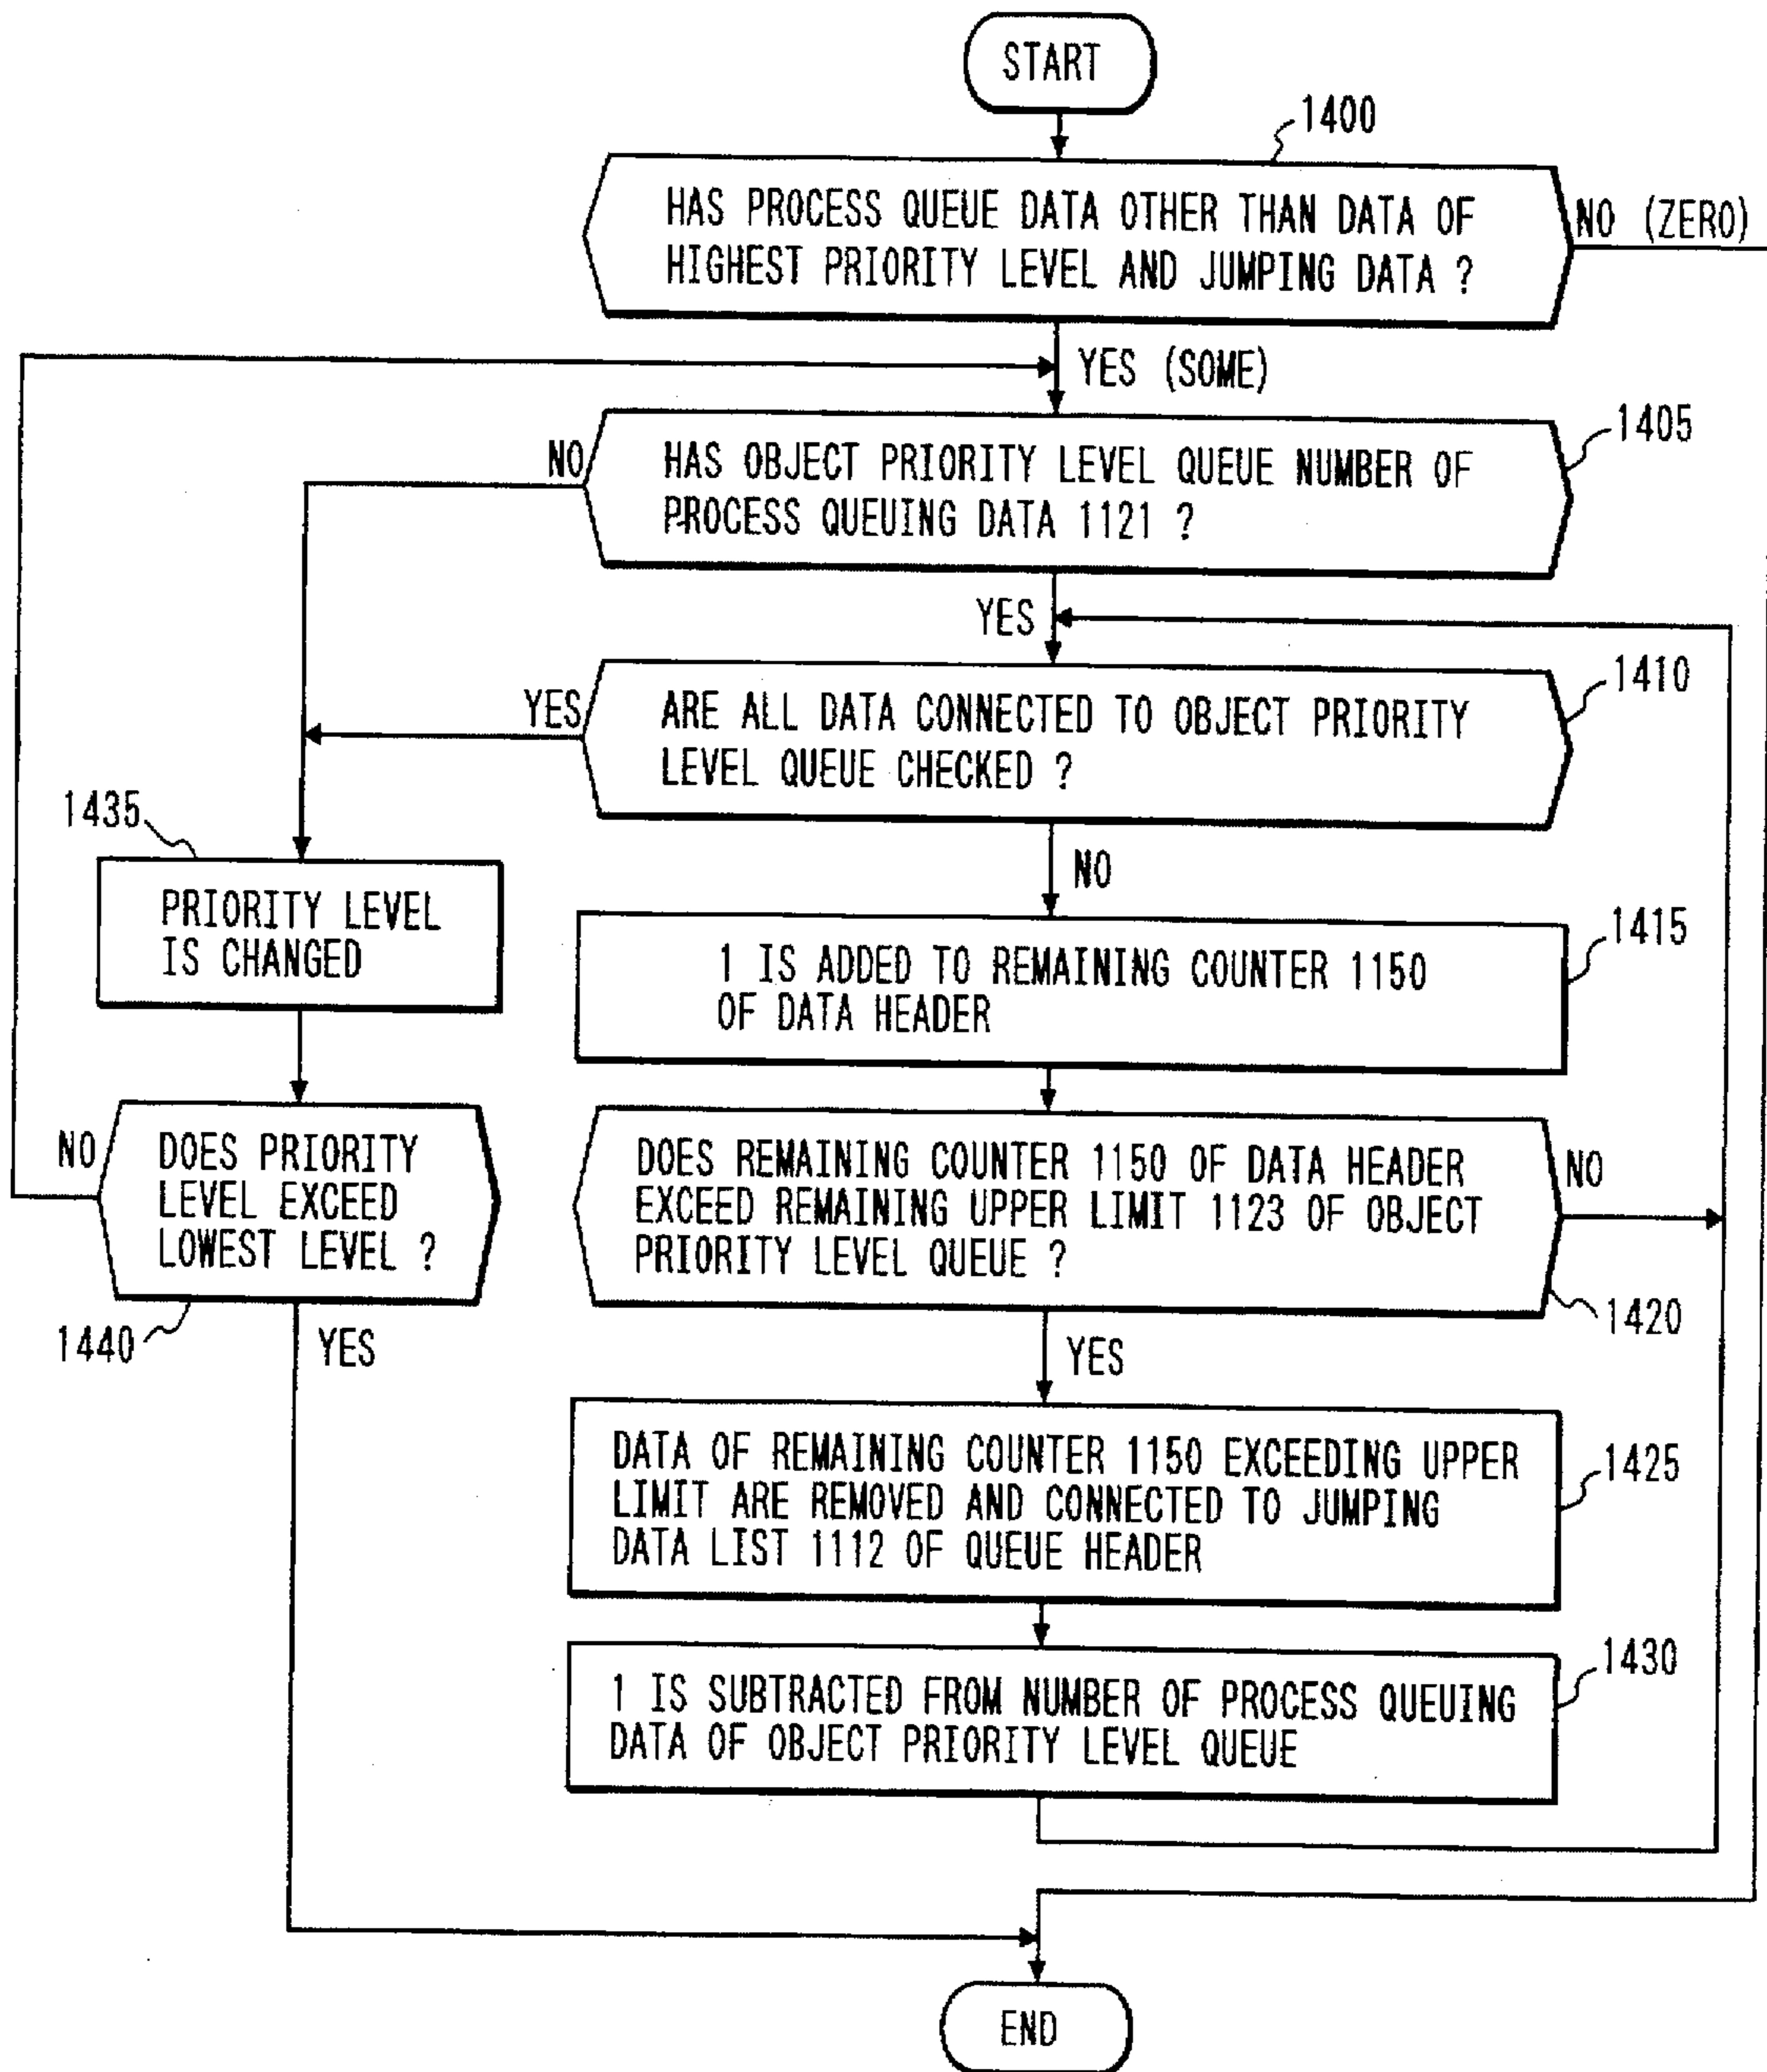 START
1400
HAS PROCESS QUEUE DATA OTHER THAN DATA OF
HIGHEST PRIORITY LEVEL AND JUMPING DATA ?
NO (ZERO)
YES (SOME)
1405
NO
HAS OBJECT PRIORITY LEVEL QUEUE NUMBER OF
PROCESS QUEUING DATA 1121 ?
YES
1410
YES
ARE ALL DATA CONNECTED TO OBJECT PRIORITY
LEVEL QUEUE CHECKED ?
1435
NO
PRIORITY LEVEL
IS CHANGED
1415
1 IS ADDED TO REMAINING COUNTER 1150
OF DATA HEADER
NO
DOES PRIORITY
LEVEL EXCEED
LOWEST LEVEL ?
1440
YES
DOES REMAINING COUNTER 1150 OF DATA HEADER
EXCEED REMAINING UPPER LIMIT 1123 OF OBJECT
PRIORITY LEVEL QUEUE ?
NO
1420
YES
DATA OF REMAINING COUNTER 1150 EXCEEDING UPPER
LIMIT ARE REMOVED AND CONNECTED TO JUMPING
DATA LIST 1112 OF QUEUE HEADER
1425
1430
1 IS SUBTRACTED FROM NUMBER OF PROCESS QUEUING
DATA OF OBJECT PRIORITY LEVEL QUEUE
END